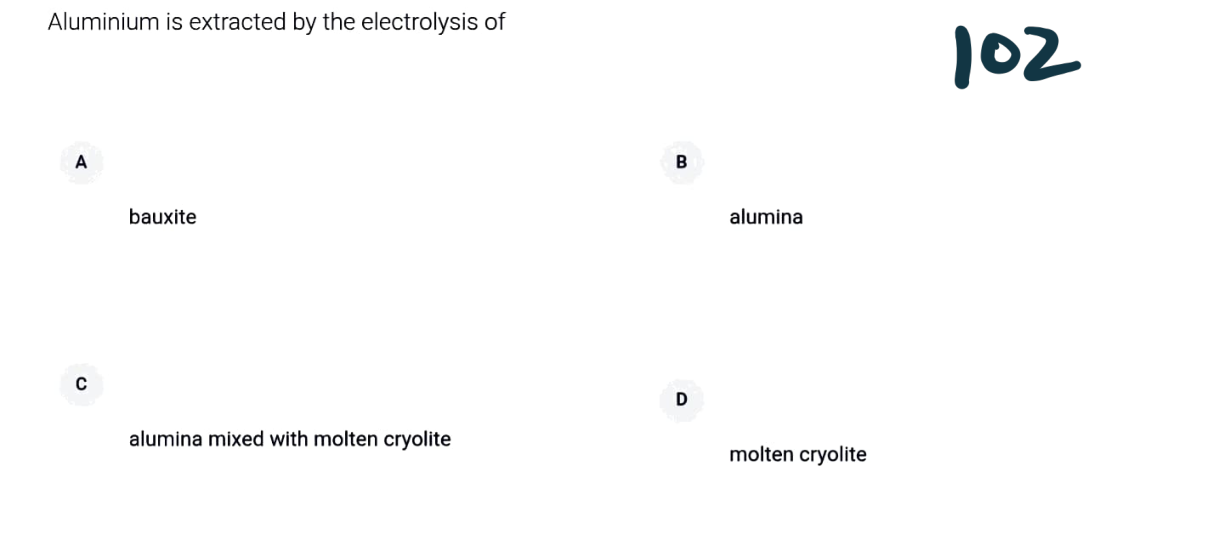 Aluminium is extracted by the electrolysis of
102
A
bauxite
B
alumina
C
alumina mixed with molten cryolite
D
molten cryolite